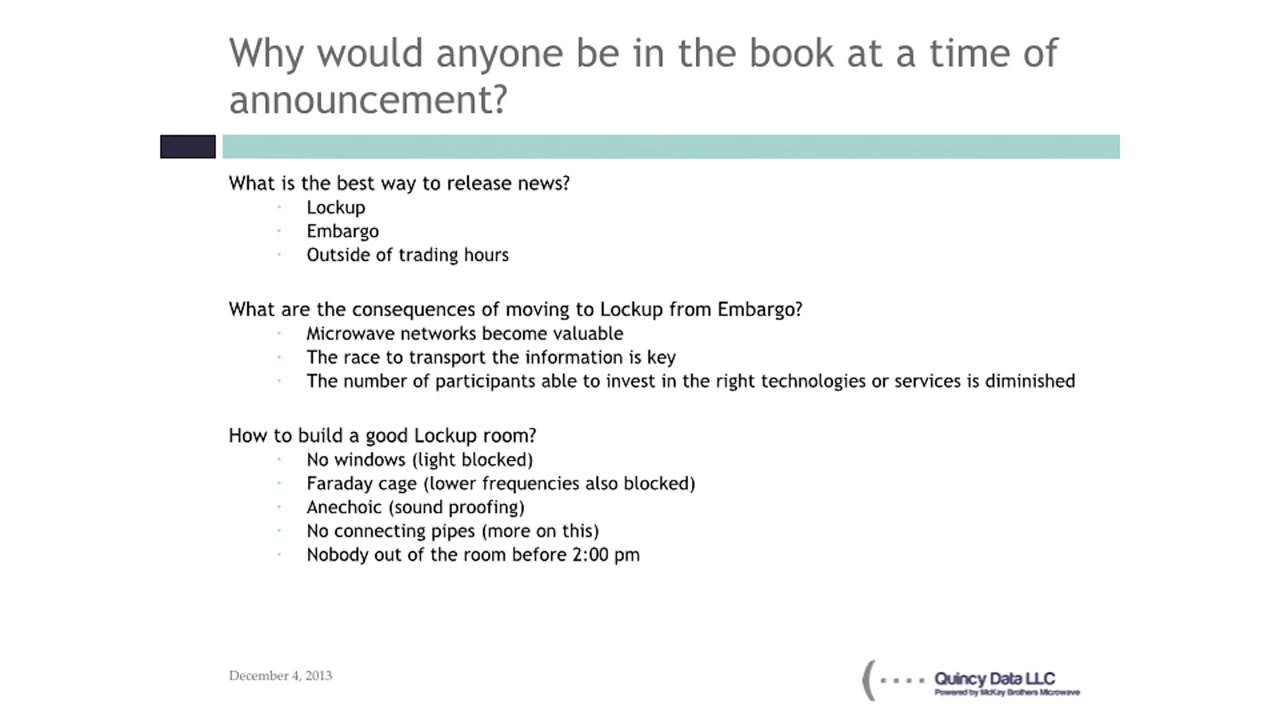 Why would anyone be in the book at a time of
announcement?
What is the best way to release news?
Lockup
Embargo
Outside of trading hours
What are the consequences of moving to Lockup from Embargo?
Microwave networks become valuable
The race to transport the information is key
The number of participants able to invest in the right technologies or services is diminished
How to build a good Lockup room?
No windows (light blocked)
Faraday cage (lower frequencies also blocked)
Anechoic (sound proofing)
No connecting pipes (more on this)
Nobody out of the room before 2:00 pm
December 4, 2013
Quincy Data LLC
Powered by McKay Brothers Microwave